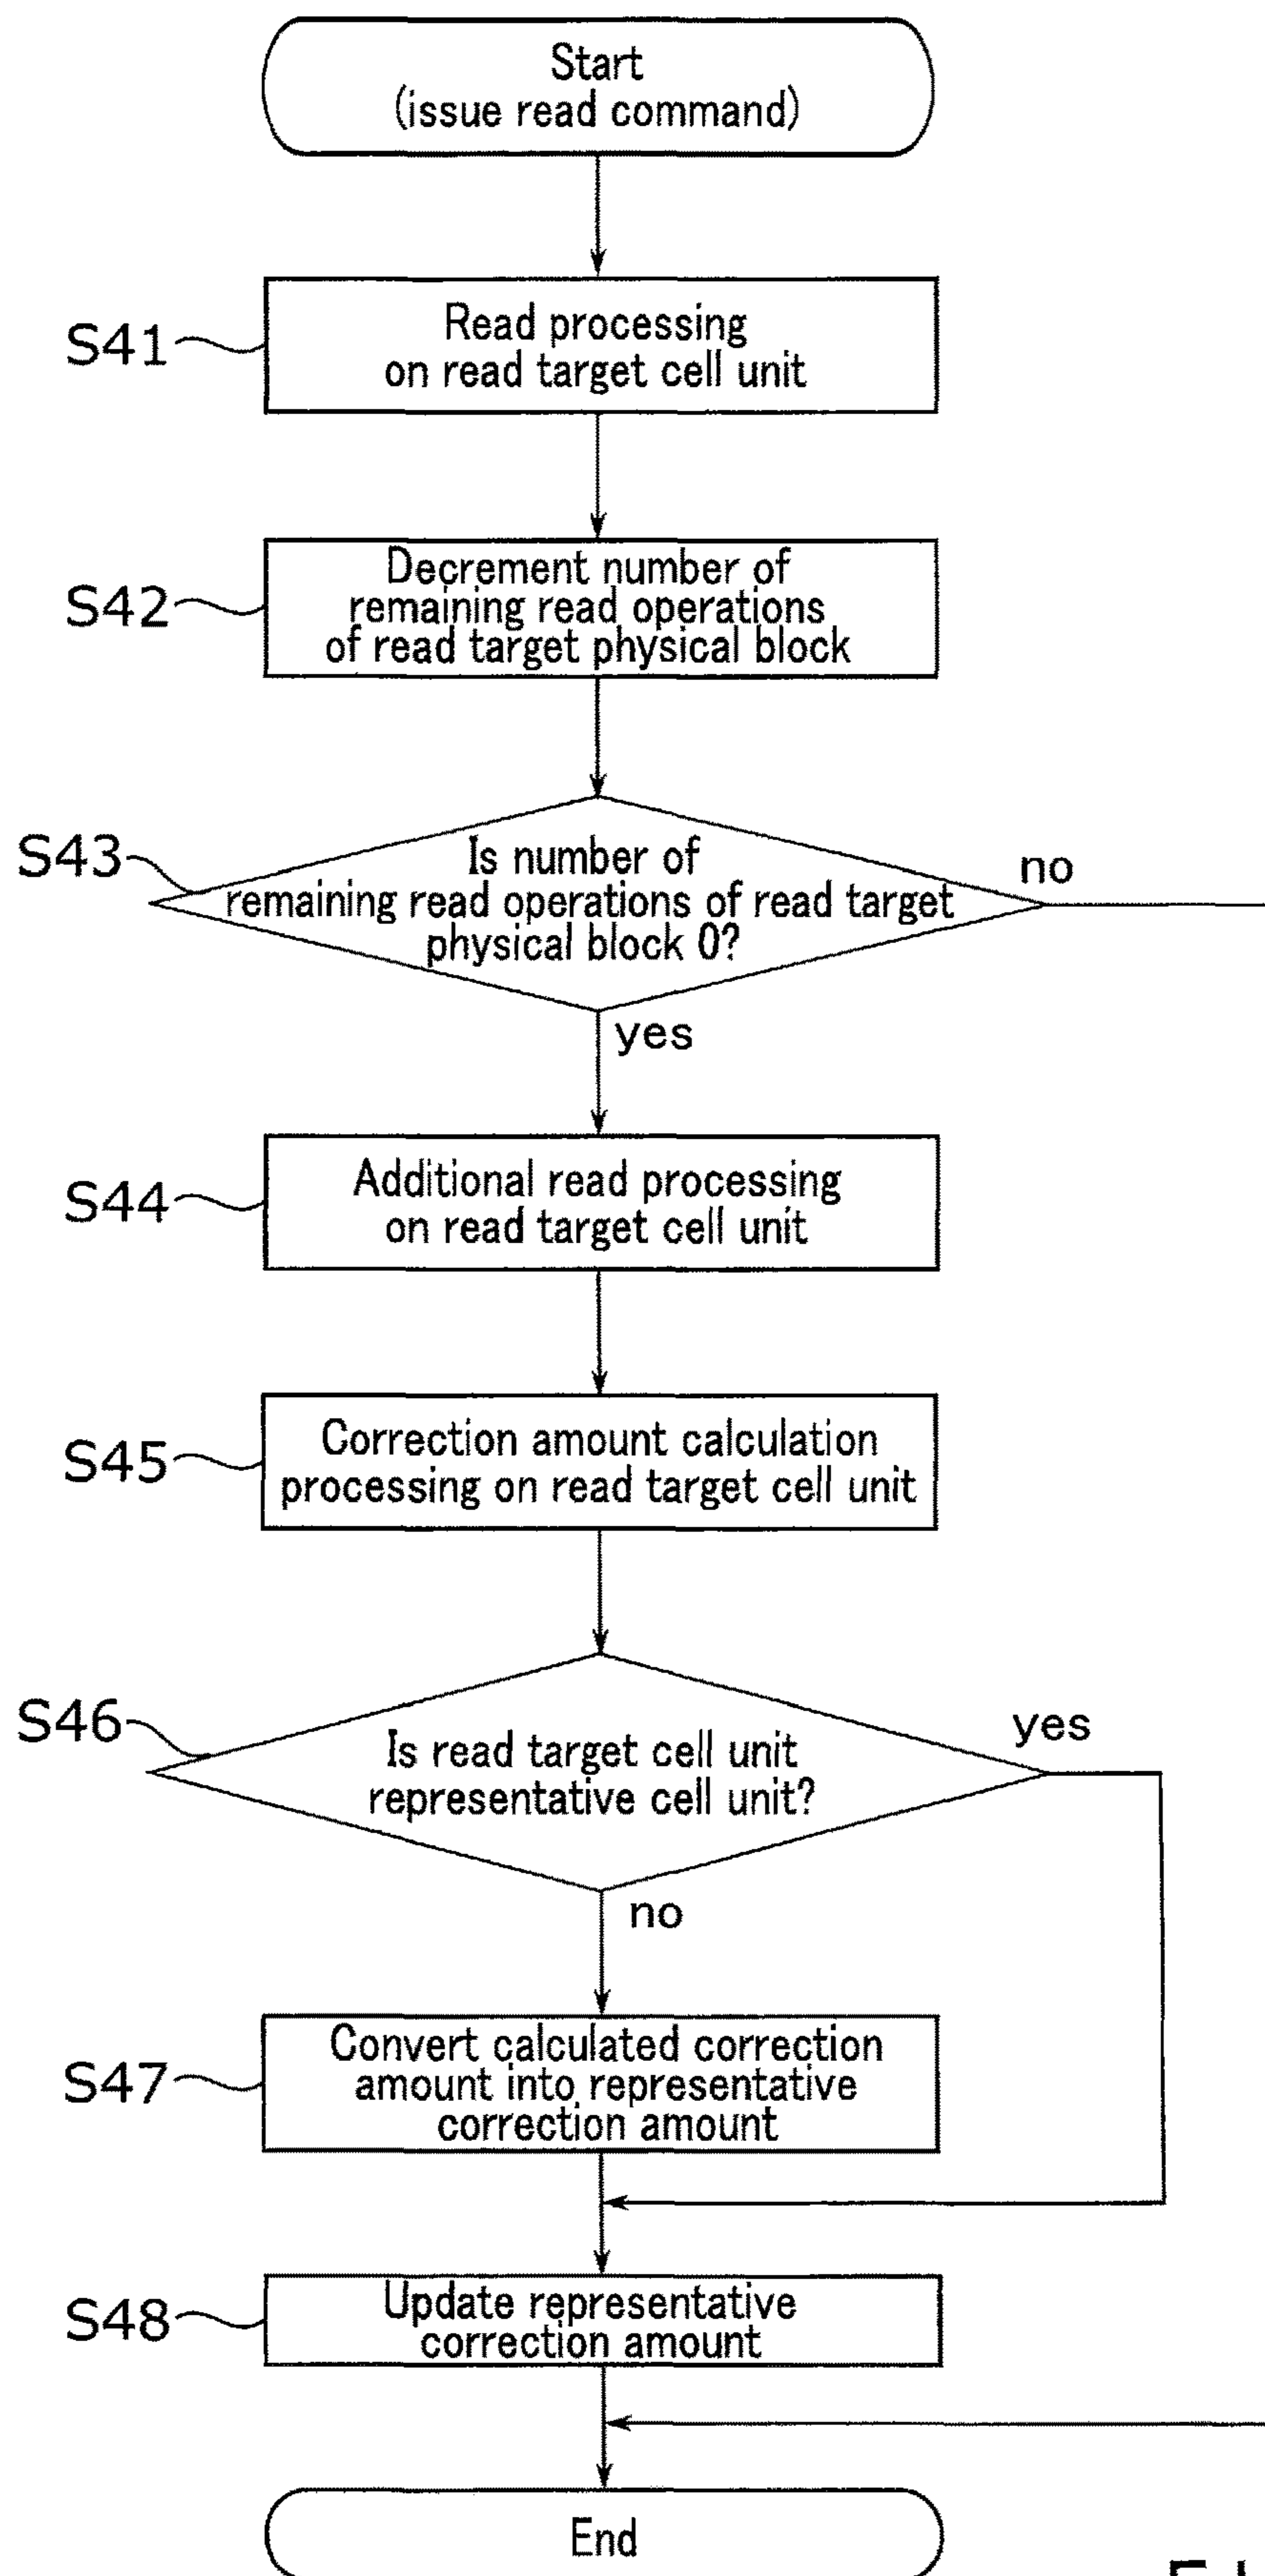 Start
(issue read command)
S41
Read processing
on read target cell unit
S42
Decrement number of
remaining read operations
of read target physical block
S43
Is number of
remaining read operations of read target
physical block 0?
no
yes
S44
Additional read processing
on read target cell unit
S45
Correction amount calculation
processing on read target cell unit
S46
Is read target cell unit
representative cell unit?
yes
no
S47
Convert calculated correction
amount into representative
correction amount
S48
Update representative
correction amount
End